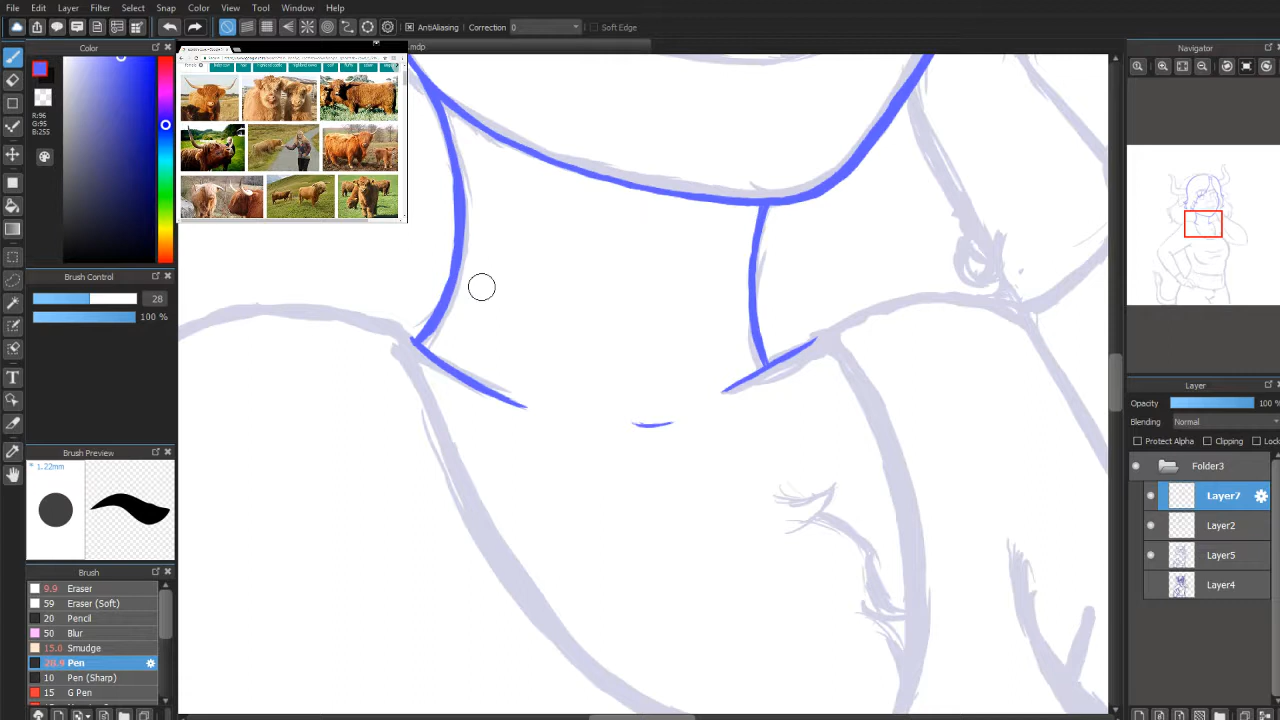 File Edit Layer Filter Select Snap Color View Tool Window Help
AntiAliasing Correction 0 Soft Edge
.mdp
Color
R:96
G:96
B:255
Brush Control
28
100 %
Brush Preview
1.22mm
Brush
9.9 Eraser
59 Eraser (Soft)
20 Pencil
50 Blur
15.0 Smudge
Pen
10 Pen (Sharp)
15 G Pen
Navigator
Layer
Opacity 100 %
Blending Normal
Protect Alpha Clipping Lock
Folder3
Layer7
Layer2
Layer5
Layer4